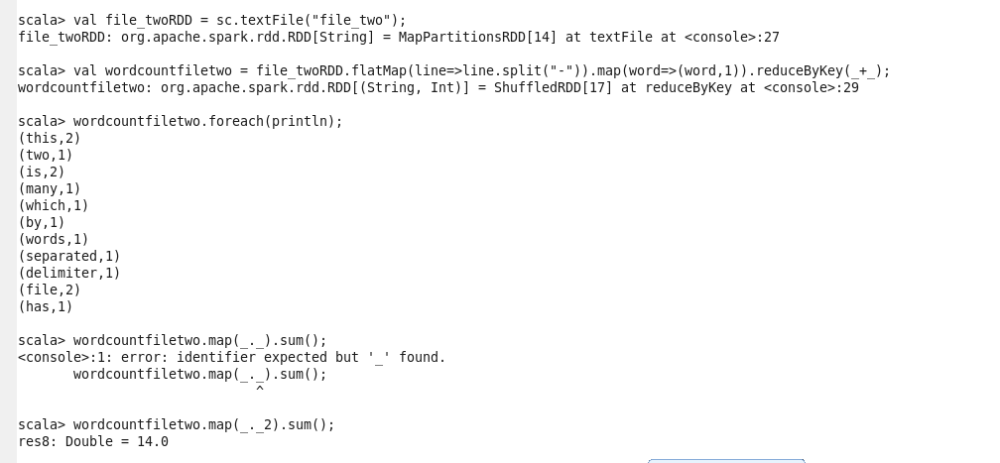 scala> val file_twoRDD = sc.textFile("file_two");
file_twoRDD: org.apache.spark.rdd.RDD[String] = MapPartitionsRDD[14] at textFile at <console>:27
scala> val wordcountfiletwo = file_twoRDD.flatMap(line=>line.split("-")).map(word=>(word,1)).reduceByKey(_+_);
wordcountfiletwo: org.apache.spark.rdd.RDD[(String, Int)] = ShuffledRDD[17] at reduceByKey at <console>:29
scala> wordcountfiletwo.foreach(println);
(this,2)
(two,1)
(is,2)
(many,1)
(which,1)
(by,1)
(words,1)
(separated,1)
(delimiter,1)
(file,2)
(has,1)
scala> wordcountfiletwo.map(_._).sum();
<console>:1: error: identifier expected but '_' found.
       wordcountfiletwo.map(_._).sum();
                              ^
scala> wordcountfiletwo.map(_._2).sum();
res8: Double = 14.0